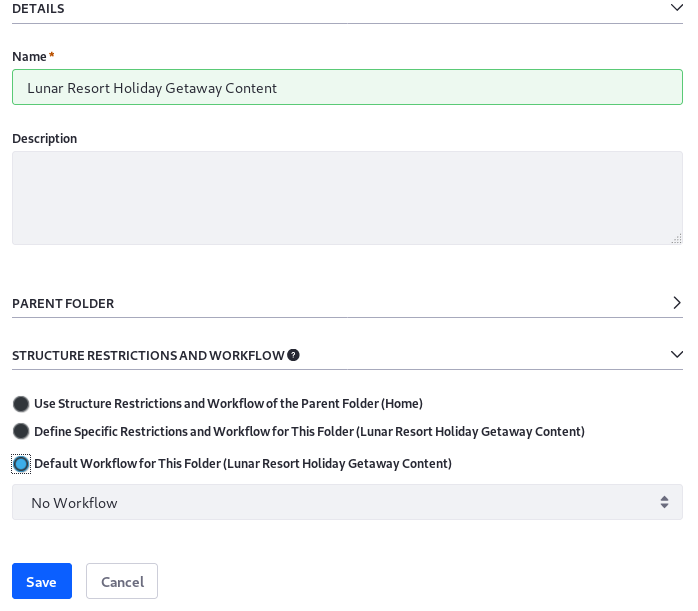 DETAILS
Name *
Lunar Resort Holiday Getaway Content
Description
PARENT FOLDER
STRUCTURE RESTRICTIONS AND WORKFLOW ?
Use Structure Restrictions and Workflow of the Parent Folder (Home)
Define Specific Restrictions and Workflow for This Folder (Lunar Resort Holiday Getaway Content)
Default Workflow for This Folder (Lunar Resort Holiday Getaway Content)
No Workflow
Save Cancel